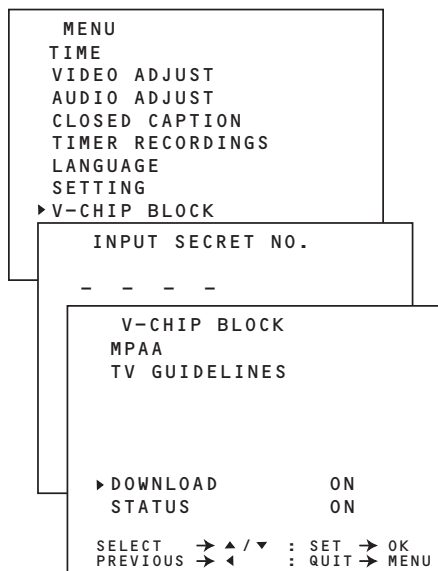 MENU
TIME
VIDEO ADJUST
AUDIO ADJUST
CLOSED CAPTION
TIMER RECORDINGS
LANGUAGE
SETTING
▶ V-CHIP BLOCK
INPUT SECRET NO.
– – – –
V-CHIP BLOCK
MPAA
TV GUIDELINES
▶ DOWNLOAD ON
STATUS ON
SELECT → ▲ / ▼ : SET → OK
PREVIOUS → ◀ : QUIT → MENU